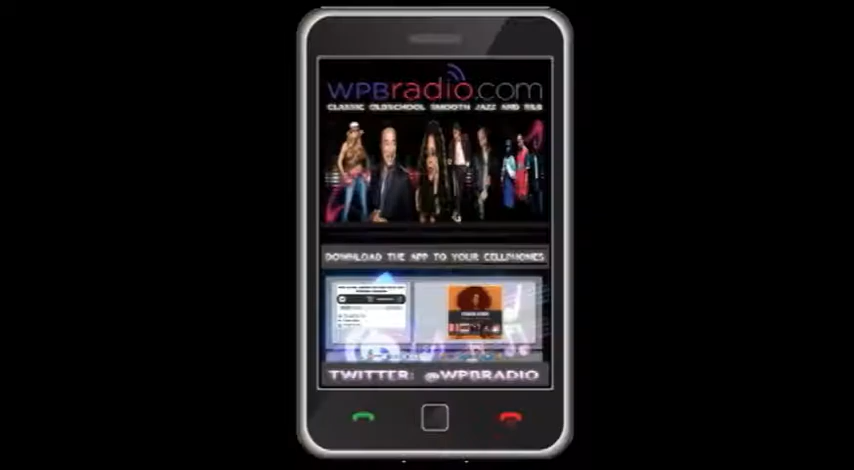 WPBradio.com
CLASSIC OLDSCHOOL SMOOTH JAZZ AND R&B
DOWNLOAD THE APP TO YOUR CELLPHONES
TWITTER: @WPBRADIO